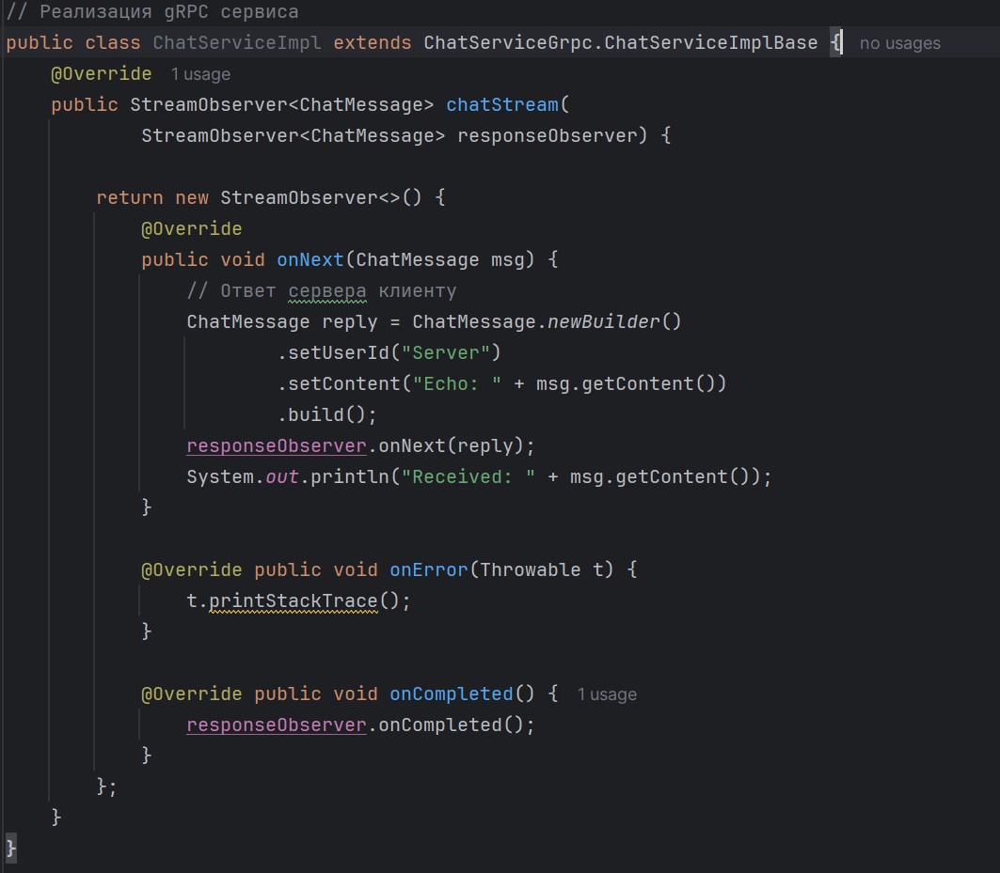 // Реализация gRPC сервиса
public class ChatServiceImpl extends ChatServiceGrpc.ChatServiceImplBase { no usages
    @Override 1 usage
    public StreamObserver<ChatMessage> chatStream(
            StreamObserver<ChatMessage> responseObserver) {

        return new StreamObserver<>() {
            @Override
            public void onNext(ChatMessage msg) {
                // Ответ сервера клиенту
                ChatMessage reply = ChatMessage.newBuilder()
                        .setUserId("Server")
                        .setContent("Echo: " + msg.getContent())
                        .build();
                responseObserver.onNext(reply);
                System.out.println("Received: " + msg.getContent());
            }

            @Override public void onError(Throwable t) {
                t.printStackTrace();
            }

            @Override public void onCompleted() { 1 usage
                responseObserver.onCompleted();
            }
        };
    }
}